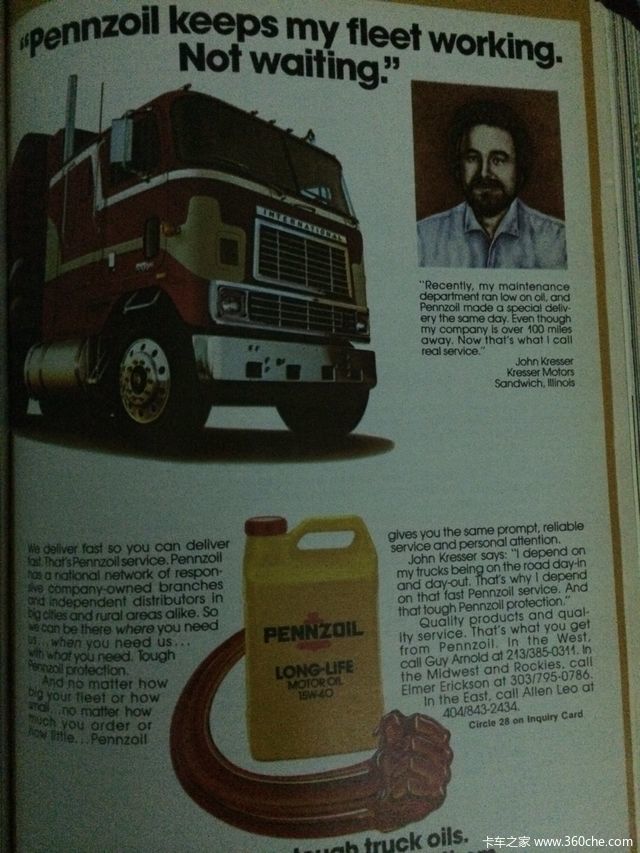 "Pennzoil keeps my fleet working.
Not waiting."
INTERNATIONAL
"Recently, my maintenance
department ran low on oil, and
Pennzoil made a special deliv-
ery the same day. Even though
my company is over 100 miles
away. Now that's what I call
real service."
John Kresser
Kresser Motors
Sandwich, Illinois
We deliver fast so you can deliver
fast. That's Pennzoil service. Pennzoil
has a national network of respon-
sive company-owned branches
and independent distributors in
big cities and rural areas alike. So
we can be there where you need
us... when you need us...
with what you need. Tough
Pennzoil protection.
And no matter how
big your fleet or how
small...no matter how
much you order or
how little... Pennzoil
PENNZOIL
LONG-LIFE
MOTOR OIL
15W-40
gives you the same prompt, reliable
service and personal attention.
John Kresser says: "I depend on
my trucks being on the road day-in
and day-out. That's why I depend
on that fast Pennzoil service. And
that tough Pennzoil protection."
Quality products and qual-
ity service. That's what you get
from Pennzoil. In the West,
call Guy Arnold at 213/385-0311. In
the Midwest and Rockies, call
Elmer Erickson at 303/795-0786.
In the East, call Allen Leo at
404/843-2434.
Circle 28 on Inquiry Card
tough truck oils.
卡车之家 www.360che.com